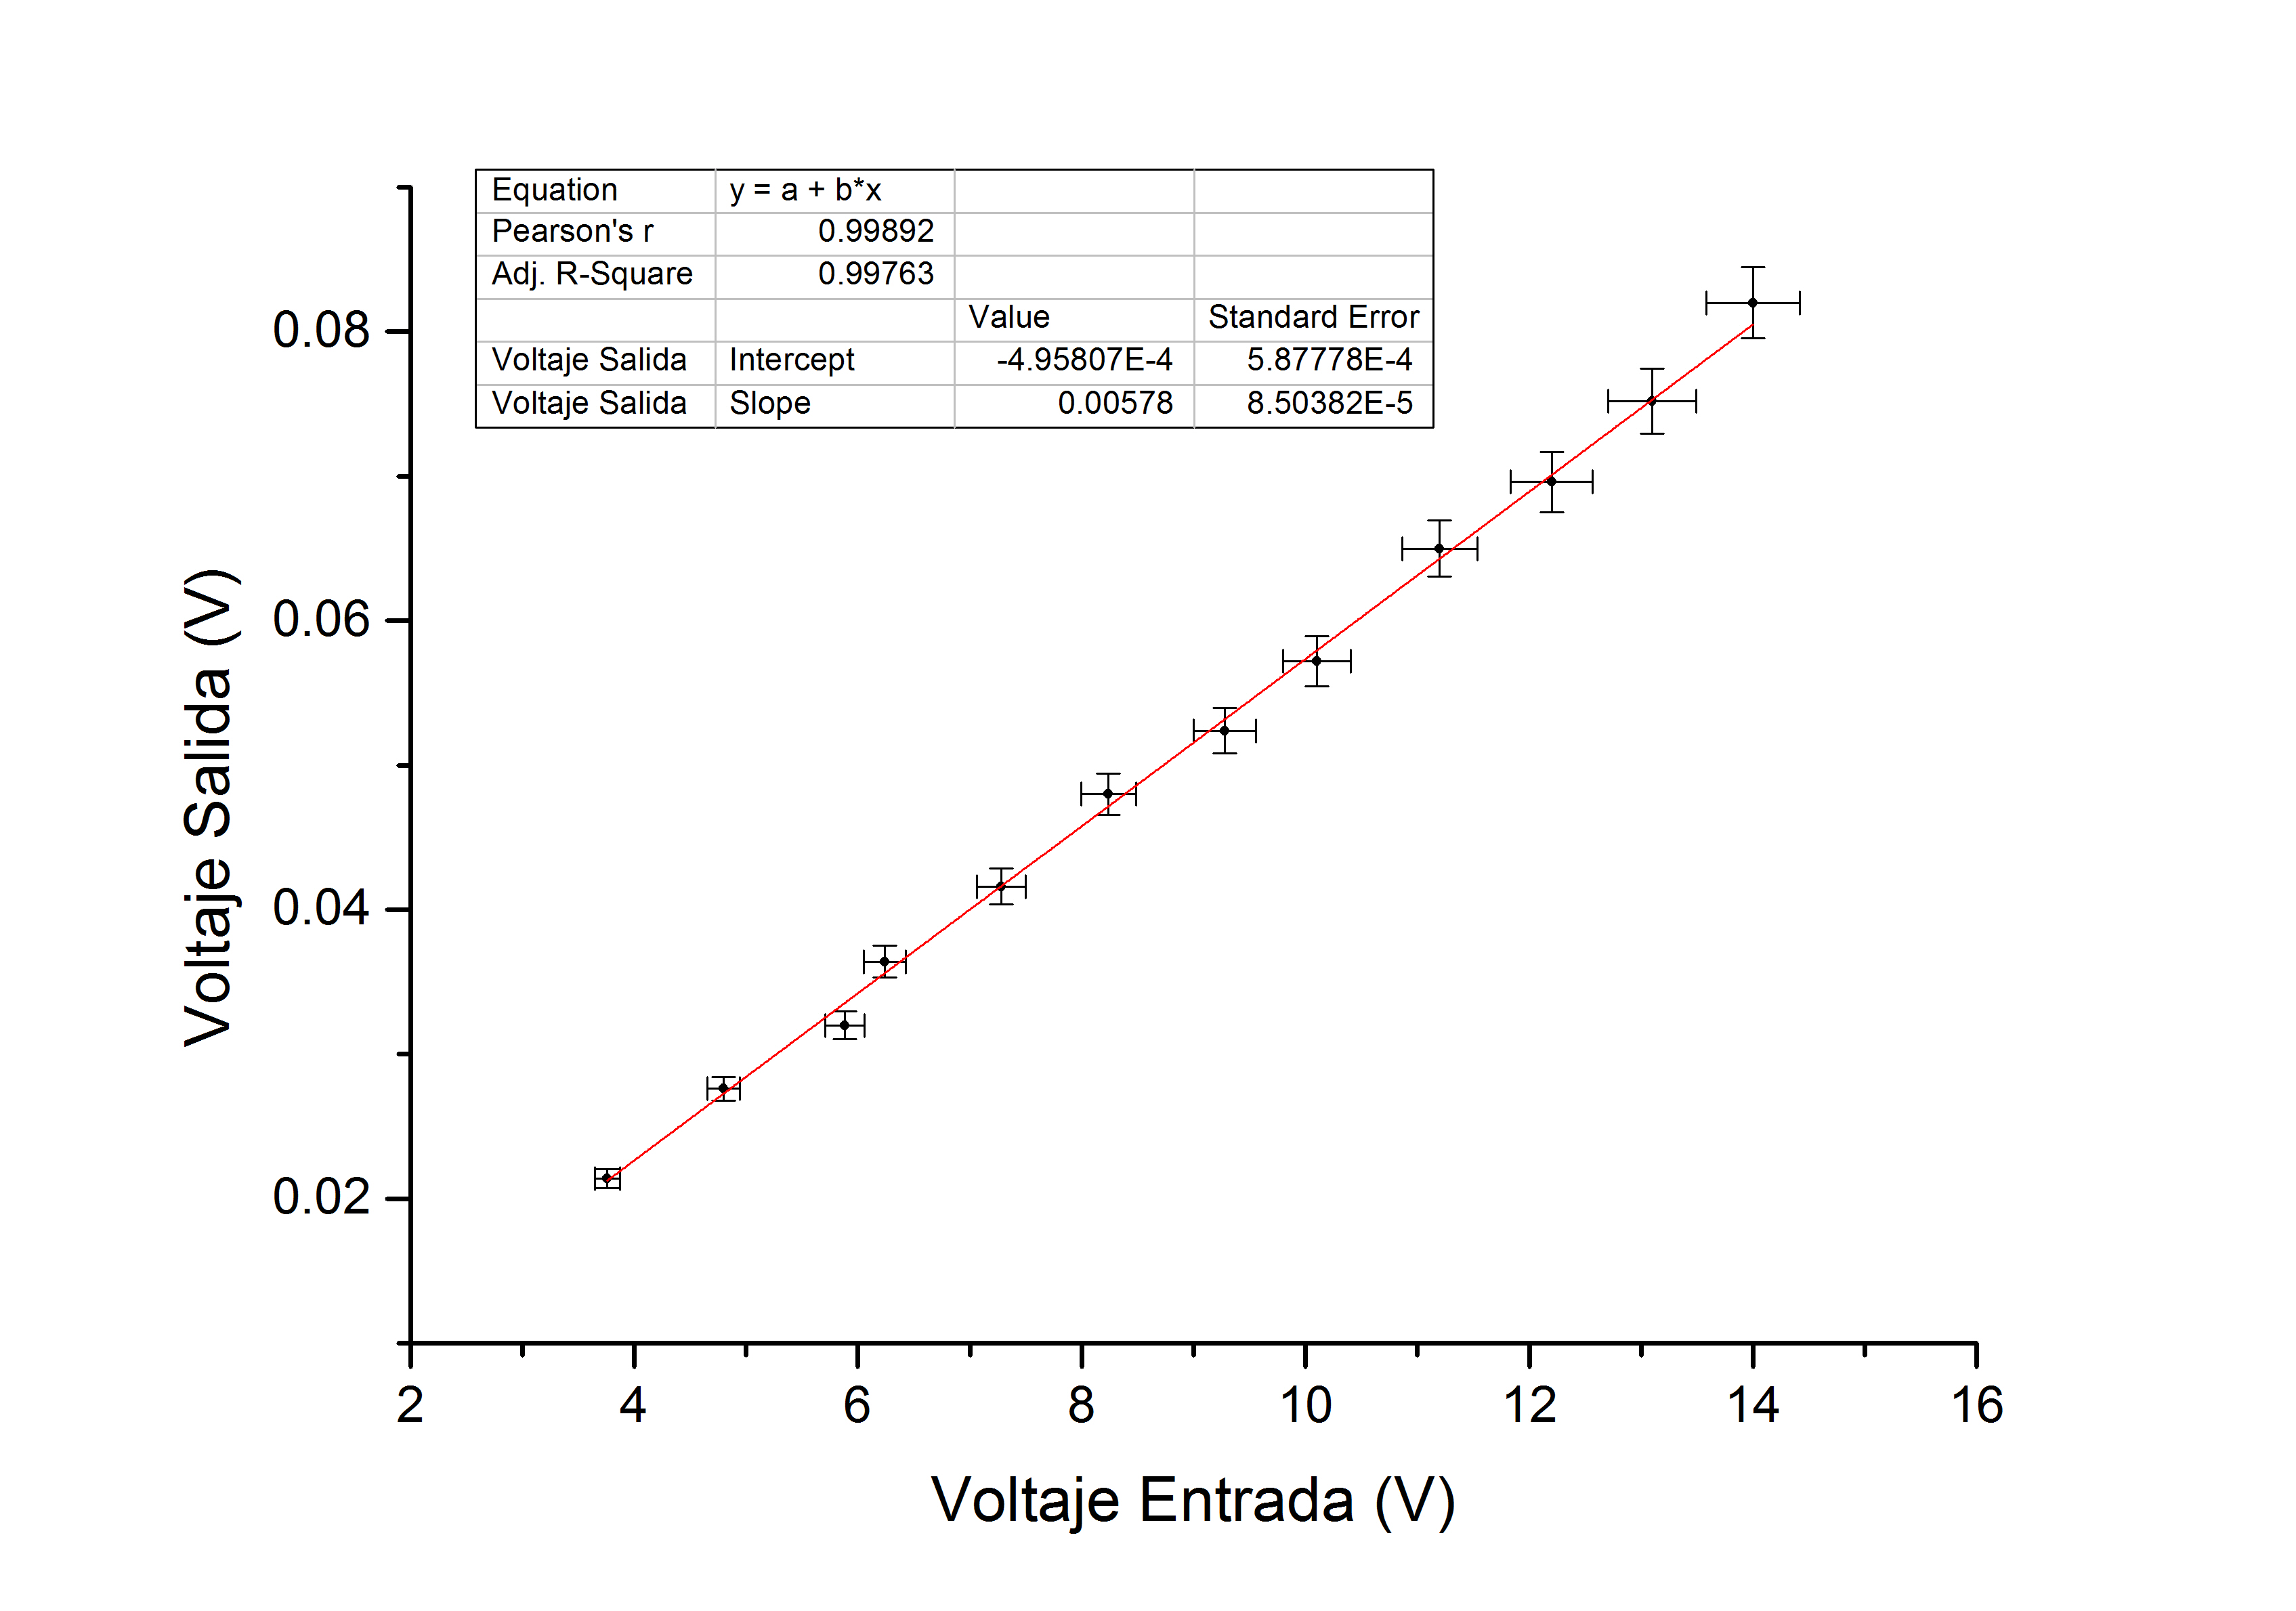 Equation y = a + b*x
Pearson's r 0.99892
Adj. R-Square 0.99763
Value Standard Error
Voltaje Salida Intercept -4.95807E-4 5.87778E-4
Voltaje Salida Slope 0.00578 8.50382E-5
0.08
0.06
0.04
0.02
Voltaje Salida (V)
2 4 6 8 10 12 14 16
Voltaje Entrada (V)